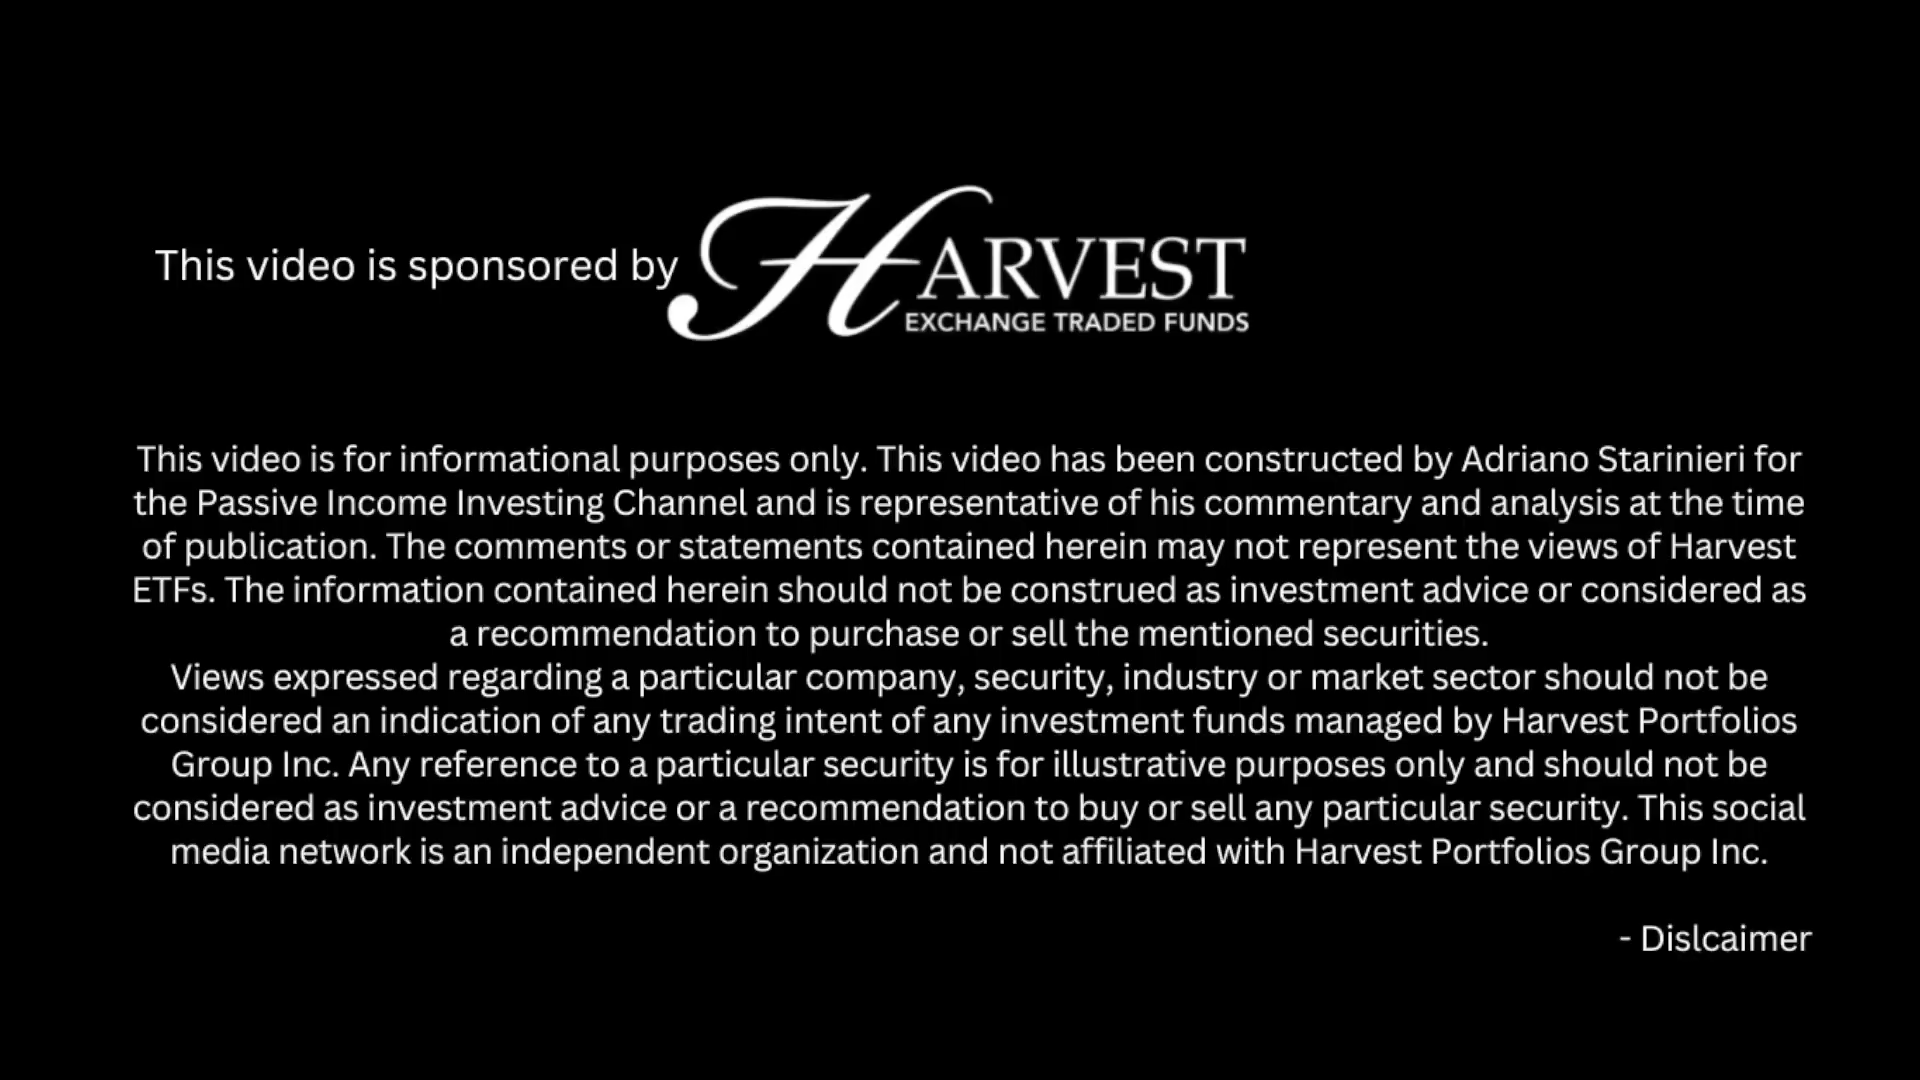 This video is sponsored by HARVEST
EXCHANGE TRADED FUNDS
This video is for informational purposes only. This video has been constructed by Adriano Starinieri for
the Passive Income Investing Channel and is representative of his commentary and analysis at the time
of publication. The comments or statements contained herein may not represent the views of Harvest
ETFs. The information contained herein should not be construed as investment advice or considered as
a recommendation to purchase or sell the mentioned securities.
Views expressed regarding a particular company, security, industry or market sector should not be
considered an indication of any trading intent of any investment funds managed by Harvest Portfolios
Group Inc. Any reference to a particular security is for illustrative purposes only and should not be
considered as investment advice or a recommendation to buy or sell any particular security. This social
media network is an independent organization and not affiliated with Harvest Portfolios Group Inc.
- Dislcaimer